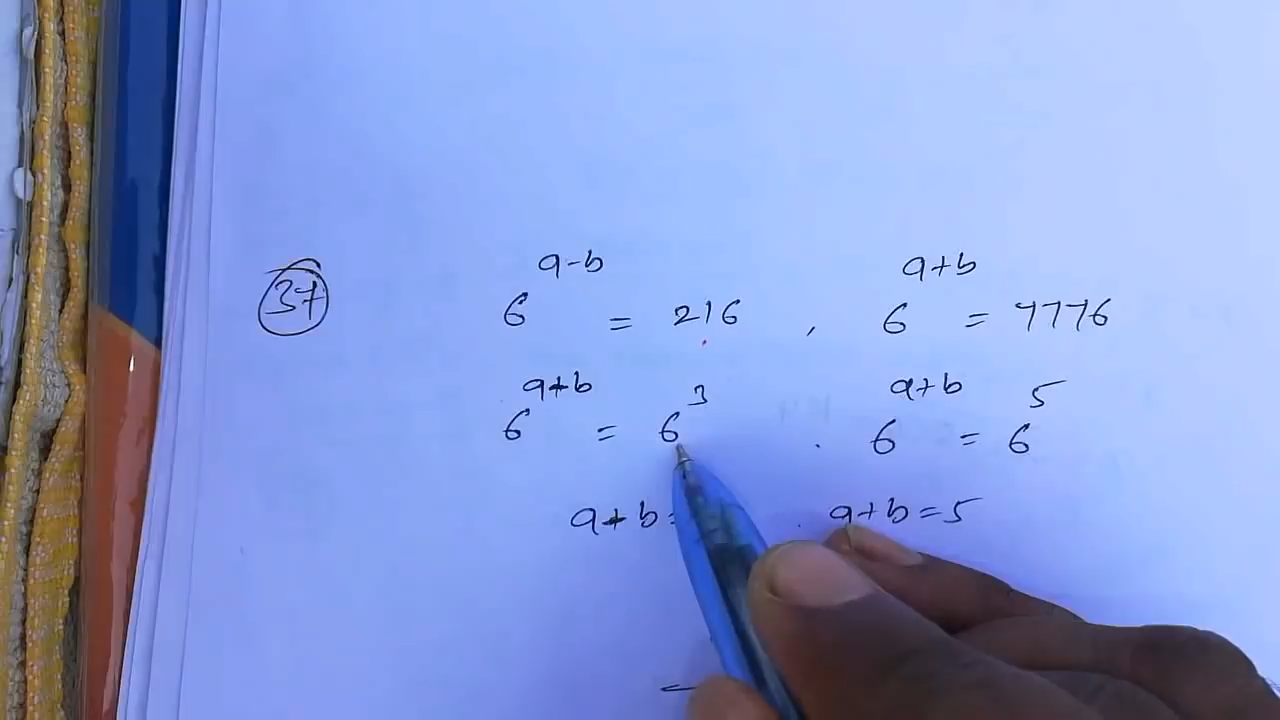 37 6^{a-b} = 216 , 6^{a+b} = 7776
6^{a+b} = 6^3 . 6^{a+b} = 6^5
a+b= . a+b=5